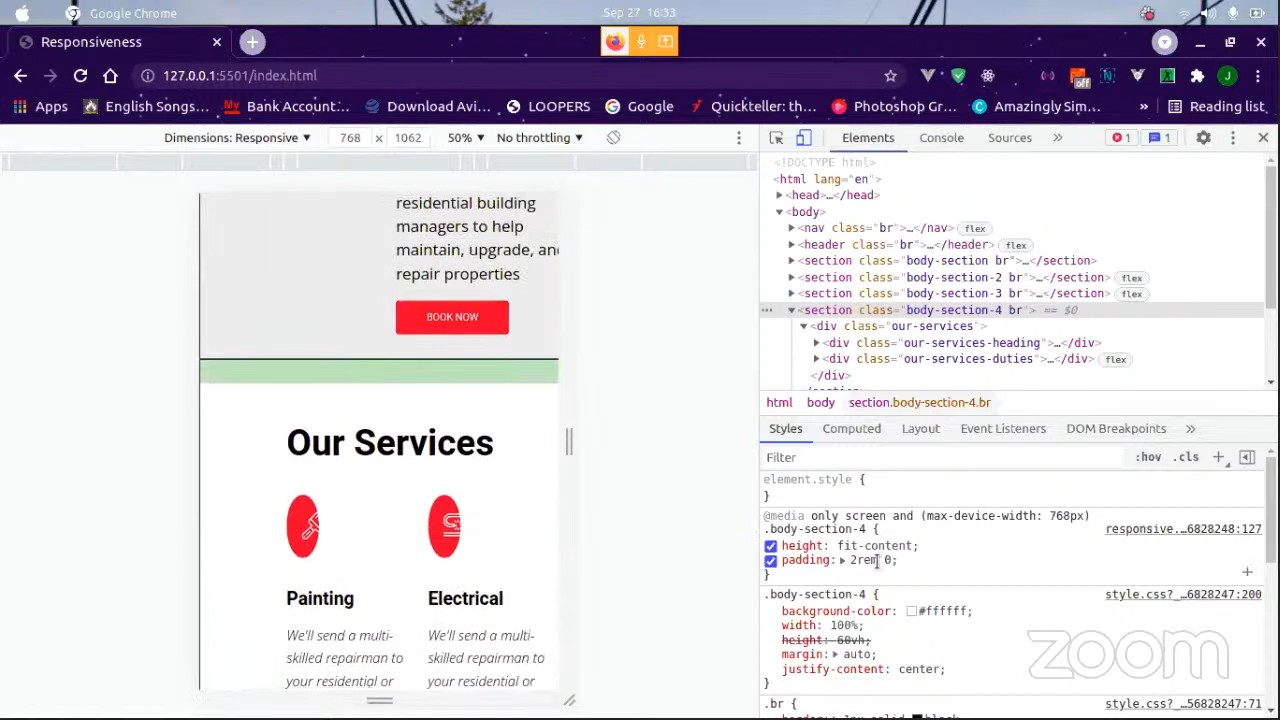 Google Chrome
Sep 27 16:33
Responsiveness
127.0.0.1:5501/index.html
off
J
Apps
English Songs...
Bank Account...
Download Avi...
LOOPERS
Google
Quickteller: th...
Photoshop Gr...
Amazingly Sim...
»
Reading list
Dimensions: Responsive
768 × 1062
50%
No throttling
Elements
Console
Sources
»
1
1
<!DOCTYPE html>
<html lang="en">
<head>…</head>
<body>
<nav class="br">…</nav> flex
<header class="br">…</header> flex
<section class="body-section br">…</section>
<section class="body-section-2 br">…</section> flex
<section class="body-section-3 br">…</section> flex
<section class="body-section-4 br"> == $0
<div class="our-services">
<div class="our-services-heading">…</div>
<div class="our-services-duties">…</div> flex
</div>
html body section.body-section-4.br
Styles
Computed
Layout
Event Listeners
DOM Breakpoints
»
Filter
:hov .cls
element.style {
}
@media only screen and (max-device-width: 768px)
.body-section-4 {
responsive.…6828248:127
height: fit-content;
padding: 2rem 0;
}
.body-section-4 {
style.css?_…6828247:200
background-color: #ffffff;
width: 100%;
height: 60vh;
margin: auto;
justify-content: center;
}
.br {
style.css?_…56828247:71
border: 1px solid black
residential building
managers to help
maintain, upgrade, and
repair properties
BOOK NOW
Our Services
Painting
Electrical
We'll send a multi-
skilled repairman to
your residential or
We'll send a multi-
skilled repairman to
your residential or
zoom